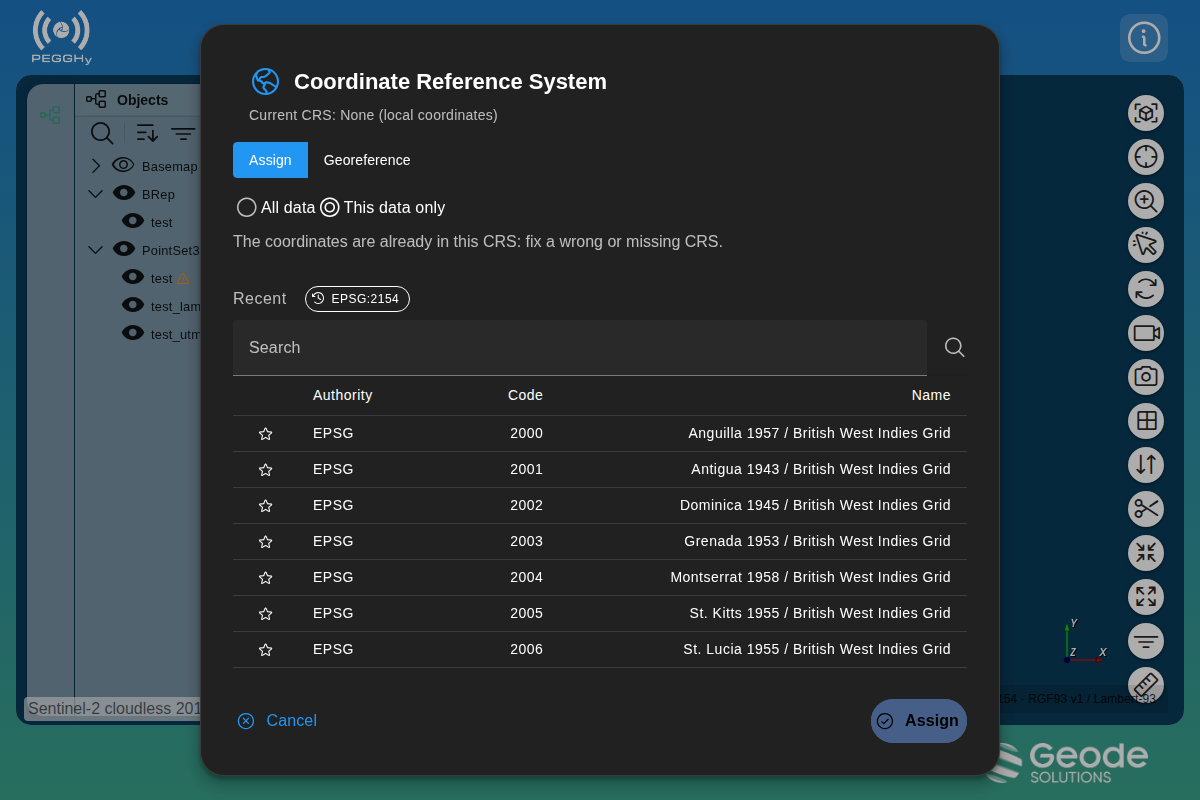 PEGGHy
Coordinate Reference System
Current CRS: None (local coordinates)
Assign
Georeference
All data
This data only
The coordinates are already in this CRS: fix a wrong or missing CRS.
Recent
EPSG:2154
Search
Authority Code Name
EPSG 2000 Anguilla 1957 / British West Indies Grid
EPSG 2001 Antigua 1943 / British West Indies Grid
EPSG 2002 Dominica 1945 / British West Indies Grid
EPSG 2003 Grenada 1953 / British West Indies Grid
EPSG 2004 Montserrat 1958 / British West Indies Grid
EPSG 2005 St. Kitts 1955 / British West Indies Grid
EPSG 2006 St. Lucia 1955 / British West Indies Grid
Cancel
Assign
Objects
Basemap
BRep
test
PointSet3
test
test_lam
test_utm
Sentinel-2 cloudless 201
Y
Z X
154 · RGF93 v1 / Lambert-93
Geode
SOLUTIONS